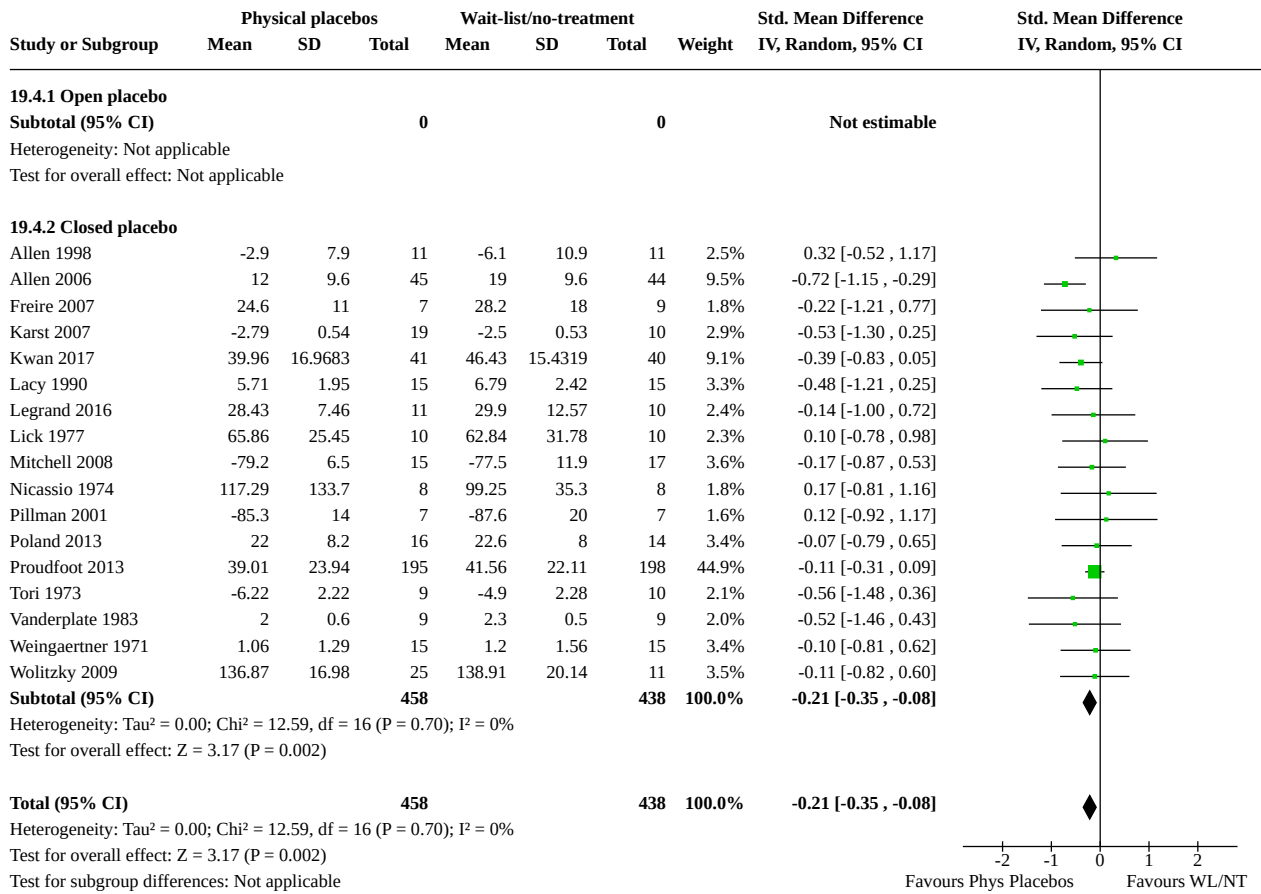 Physical placebos Wait-list/no-treatment Std. Mean Difference Std. Mean Difference
Study or Subgroup Mean SD Total Mean SD Total Weight IV, Random, 95% CI IV, Random, 95% CI
19.4.1 Open placebo
Subtotal (95% CI) 0 0 Not estimable
Heterogeneity: Not applicable
Test for overall effect: Not applicable
19.4.2 Closed placebo
Allen 1998 -2.9 7.9 11 -6.1 10.9 11 2.5% 0.32 [-0.52 , 1.17]
Allen 2006 12 9.6 45 19 9.6 44 9.5% -0.72 [-1.15 , -0.29]
Freire 2007 24.6 11 7 28.2 18 9 1.8% -0.22 [-1.21 , 0.77]
Karst 2007 -2.79 0.54 19 -2.5 0.53 10 2.9% -0.53 [-1.30 , 0.25]
Kwan 2017 39.96 16.9683 41 46.43 15.4319 40 9.1% -0.39 [-0.83 , 0.05]
Lacy 1990 5.71 1.95 15 6.79 2.42 15 3.3% -0.48 [-1.21 , 0.25]
Legrand 2016 28.43 7.46 11 29.9 12.57 10 2.4% -0.14 [-1.00 , 0.72]
Lick 1977 65.86 25.45 10 62.84 31.78 10 2.3% 0.10 [-0.78 , 0.98]
Mitchell 2008 -79.2 6.5 15 -77.5 11.9 17 3.6% -0.17 [-0.87 , 0.53]
Nicassio 1974 117.29 133.7 8 99.25 35.3 8 1.8% 0.17 [-0.81 , 1.16]
Pillman 2001 -85.3 14 7 -87.6 20 7 1.6% 0.12 [-0.92 , 1.17]
Poland 2013 22 8.2 16 22.6 8 14 3.4% -0.07 [-0.79 , 0.65]
Proudfoot 2013 39.01 23.94 195 41.56 22.11 198 44.9% -0.11 [-0.31 , 0.09]
Tori 1973 -6.22 2.22 9 -4.9 2.28 10 2.1% -0.56 [-1.48 , 0.36]
Vanderplate 1983 2 0.6 9 2.3 0.5 9 2.0% -0.52 [-1.46 , 0.43]
Weingaertner 1971 1.06 1.29 15 1.2 1.56 15 3.4% -0.10 [-0.81 , 0.62]
Wolitzky 2009 136.87 16.98 25 138.91 20.14 11 3.5% -0.11 [-0.82 , 0.60]
Subtotal (95% CI) 458 438 100.0% -0.21 [-0.35 , -0.08]
Heterogeneity: Tau² = 0.00; Chi² = 12.59, df = 16 (P = 0.70); I² = 0%
Test for overall effect: Z = 3.17 (P = 0.002)
Total (95% CI) 458 438 100.0% -0.21 [-0.35 , -0.08]
Heterogeneity: Tau² = 0.00; Chi² = 12.59, df = 16 (P = 0.70); I² = 0%
Test for overall effect: Z = 3.17 (P = 0.002)
-2 -1 0 1 2
Test for subgroup differences: Not applicable Favours Phys Placebos Favours WL/NT